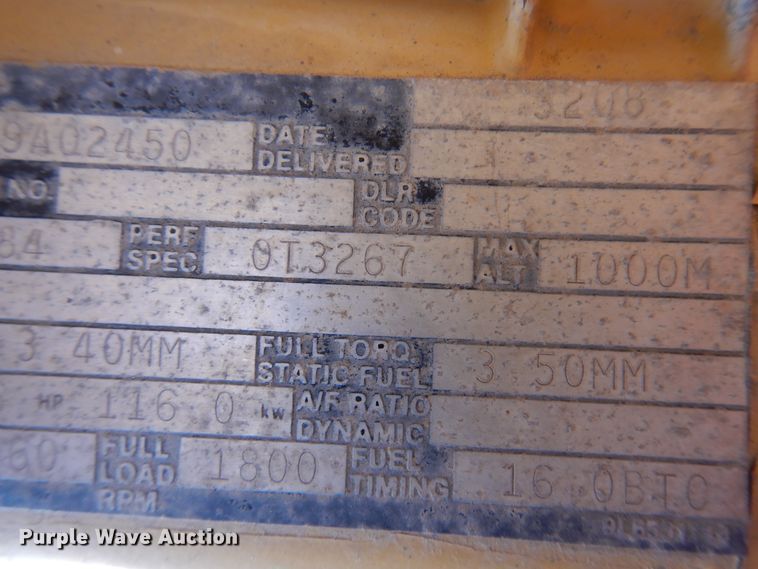 3208
9A02450 DATE DELIVERED
NO. DLR CODE
84 PERF SPEC 0T3267 MAX ALT 1000M
3 40MM FULL TORQ STATIC FUEL 3 50MM
HP 116 0 kW A/F RATIO DYNAMIC
60 FULL LOAD RPM 1800 FUEL TIMING 16 0BTC
Purple Wave Auction